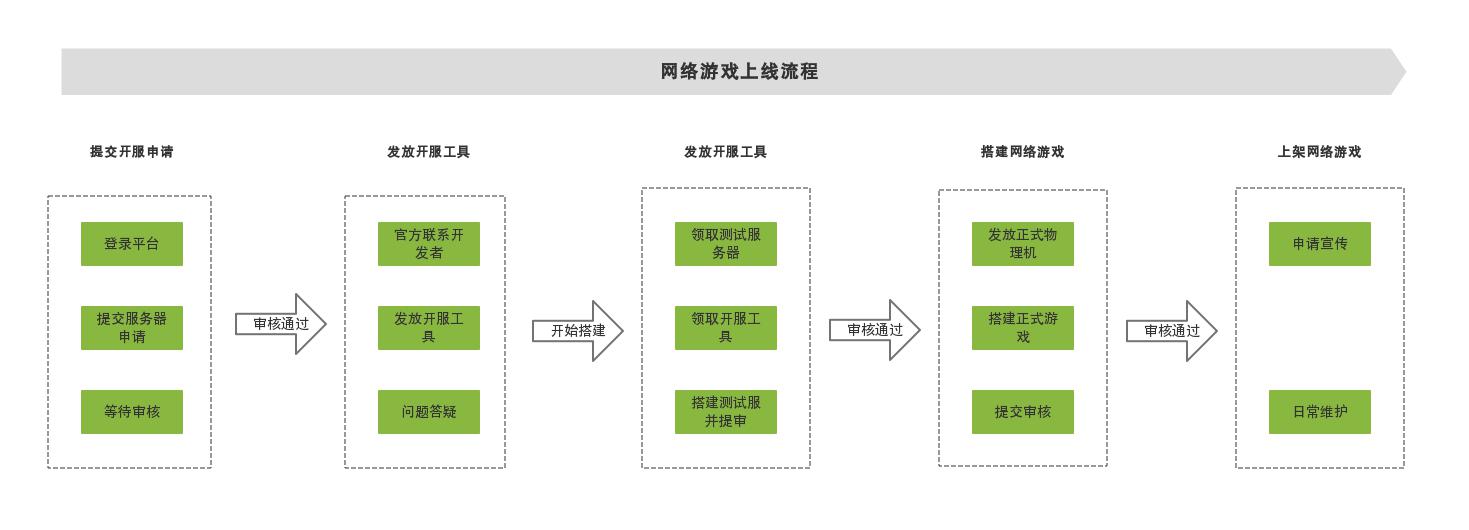 网络游戏上线流程
提交开服申请
发放开服工具
发放开服工具
搭建网络游戏
上架网络游戏
登录平台
提交服务器
申请
等待审核
审核通过
官方联系开
发者
发放开服工
具
问题答疑
开始搭建
领取测试服
务器
领取开服工
具
搭建测试服
并提审
审核通过
发放正式物
理机
搭建正式游
戏
提交审核
审核通过
申请宣传
日常维护